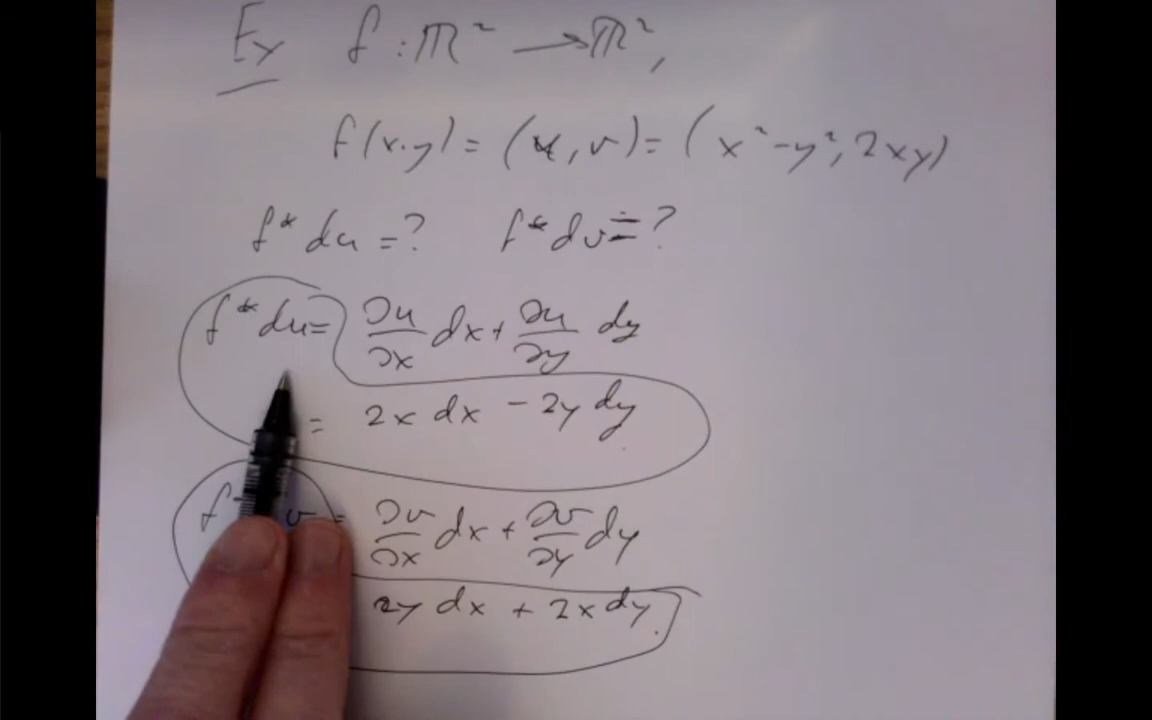 Ex f : ℝ² → ℝ²,
f(x,y) = (u,v) = (x²-y², 2xy)
f* du = ? f* dv = ?
f* du = ∂u/∂x dx + ∂u/∂y dy
= 2x dx - 2y dy
f v = ∂v/∂x dx + ∂v/∂y dy
2y dx + 2x dy.